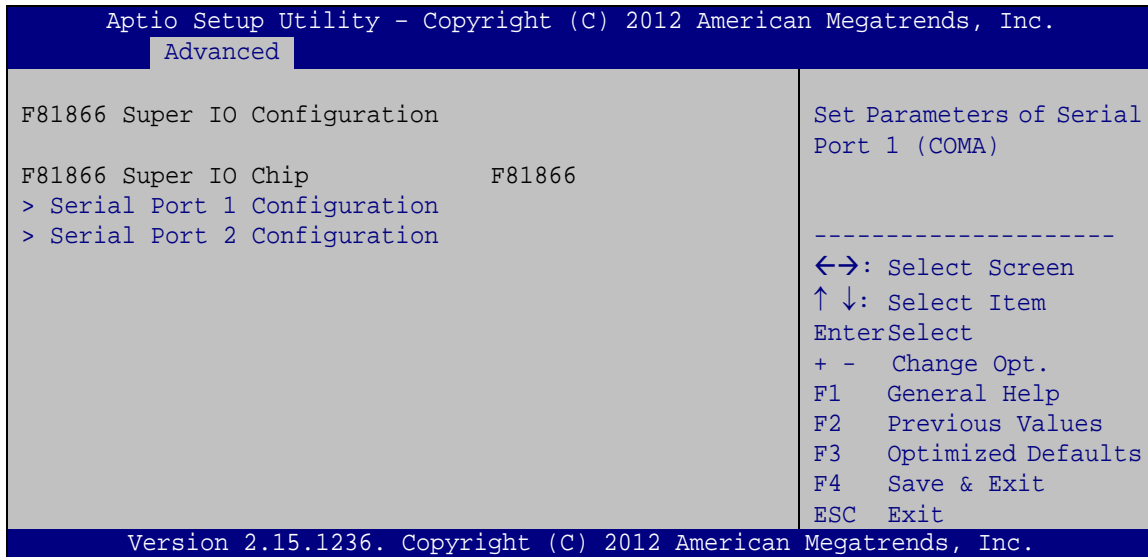 Aptio Setup Utility – Copyright (C) 2012 American Megatrends, Inc.
Advanced
F81866 Super IO Configuration
F81866 Super IO Chip F81866
> Serial Port 1 Configuration
> Serial Port 2 Configuration
Set Parameters of Serial
Port 1 (COMA)
---------------------
←→: Select Screen
↑ ↓: Select Item
EnterSelect
+ - Change Opt.
F1 General Help
F2 Previous Values
F3 Optimized Defaults
F4 Save & Exit
ESC Exit
Version 2.15.1236. Copyright (C) 2012 American Megatrends, Inc.